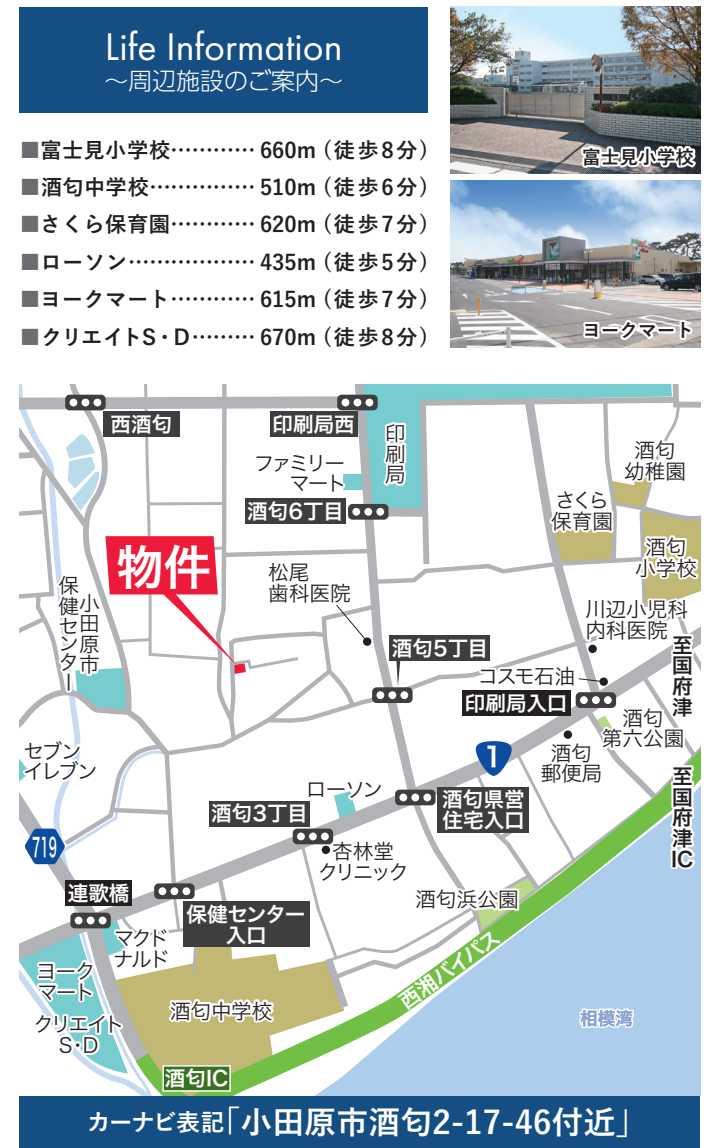 Life Information
～周辺施設のご案内～
■富士見小学校………… 660m（徒歩8分）
■酒匂中学校…………… 510m（徒歩6分）
■さくら保育園………… 620m（徒歩7分）
■ローソン……………… 435m（徒歩5分）
■ヨークマート………… 615m（徒歩7分）
■クリエイトS・D……… 670m（徒歩8分）
富士見小学校
ヨークマート
西酒匂
印刷局西
印刷局
ファミリー
マート
酒匂6丁目
酒匂
幼稚園
さくら
保育園
酒匂
小学校
物件
松尾
歯科医院
小田原市
保健センター
川辺小児科
内科医院
酒匂5丁目
コスモ石油
印刷局入口
至国府津
酒匂
第六公園
酒匂
郵便局
1
セブン
イレブン
ローソン
酒匂県営
住宅入口
至国府津IC
酒匂3丁目
719
杏林堂
クリニック
連歌橋
保健センター
入口
酒匂浜公園
マクド
ナルド
西湘バイパス
ヨーク
マート
酒匂中学校
クリエイト
S・D
相模湾
酒匂IC
カーナビ表記「小田原市酒匂2-17-46付近」